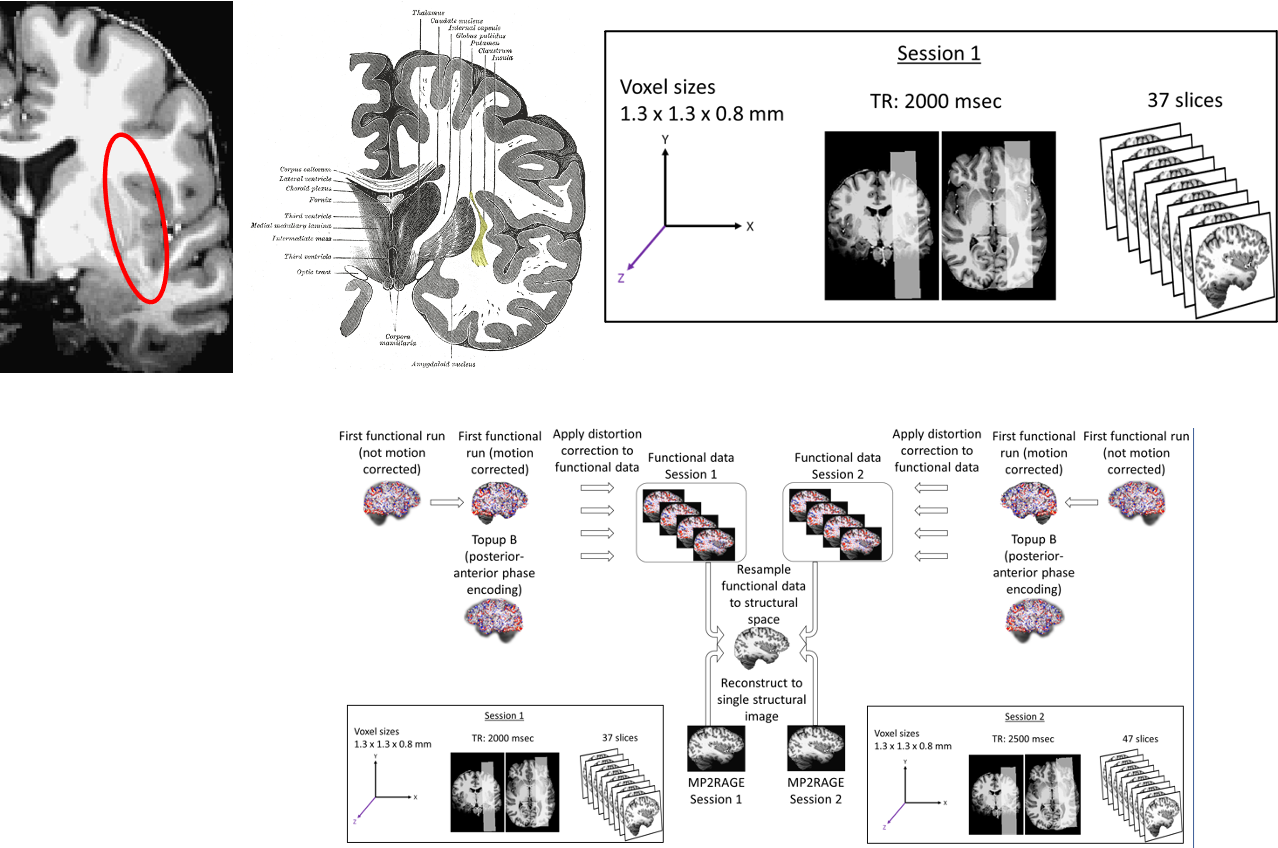 Thalamus
Caudate nucleus
Internal capsule
Globus pallidus
Putamen
Claustrum
Insula
Corpus callosum
Lateral ventricle
Choroid plexus
Fornix
Third ventricle
Medial medullary lamina
Intermediate mass
Third ventricle
Optic tract
Corpora
mamillaria
Amygdaloid nucleus
Session 1
Voxel sizes
1.3 x 1.3 x 0.8 mm
TR: 2000 msec
37 slices
Y
X
Z
First functional run
(not motion
corrected)
First functional
run (motion
corrected)
Apply distortion
correction to
functional data
Functional data
Session 1
Functional data
Session 2
Apply distortion
correction to
functional data
First functional
run (motion
corrected)
First functional run
(not motion
corrected)
Topup B
(posterior-
anterior phase
encoding)
Topup B
(posterior-
anterior phase
encoding)
Resample
functional data
to structural
space
Reconstruct to
single structural
image
MP2RAGE
Session 1
MP2RAGE
Session 2
Session 1
Voxel sizes
1.3 x 1.3 x 0.8 mm
TR: 2000 msec
37 slices
Y
X
Z
Session 2
Voxel sizes
1.3 x 1.3 x 0.8 mm
TR: 2500 msec
47 slices
Y
X
Z